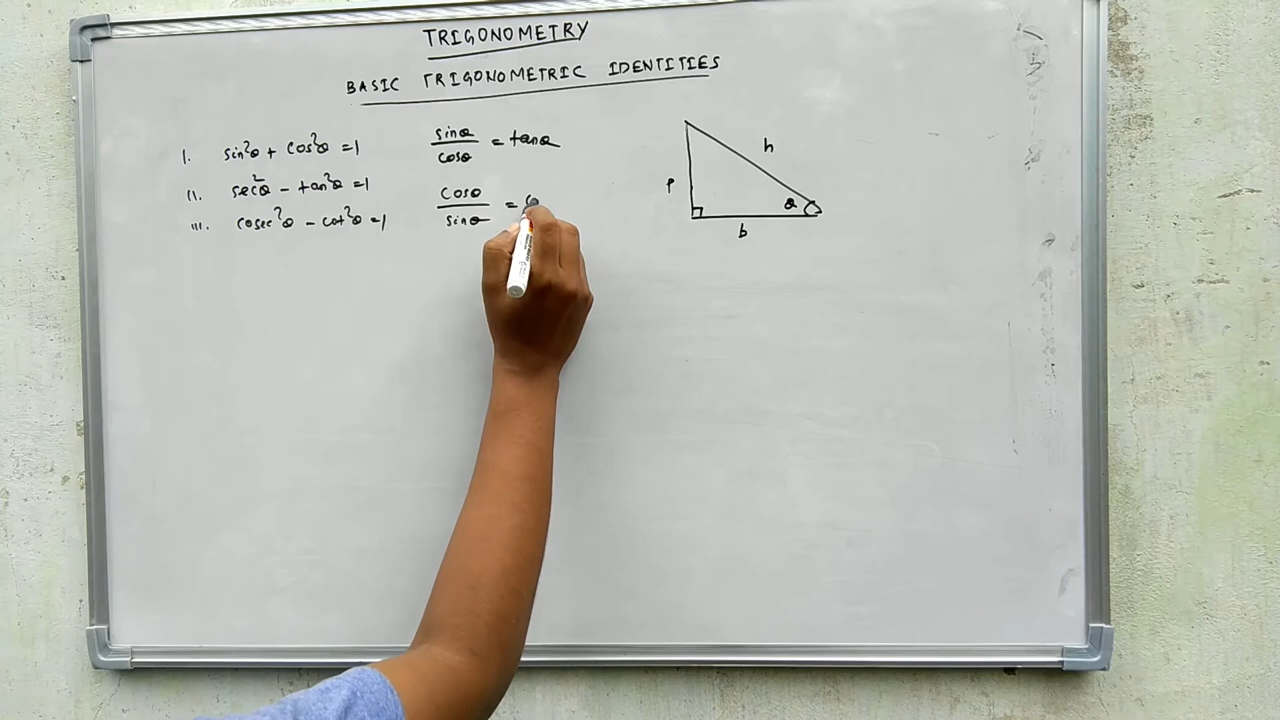 TRIGONOMETRY
BASIC TRIGONOMETRIC IDENTITIES
I. sin²θ + cos²θ = 1
II. sec²θ - tan²θ = 1
III. cosec²θ - cot²θ = 1
sinθ/cosθ = tanθ
cosθ/sinθ = c
h
p
θ
b